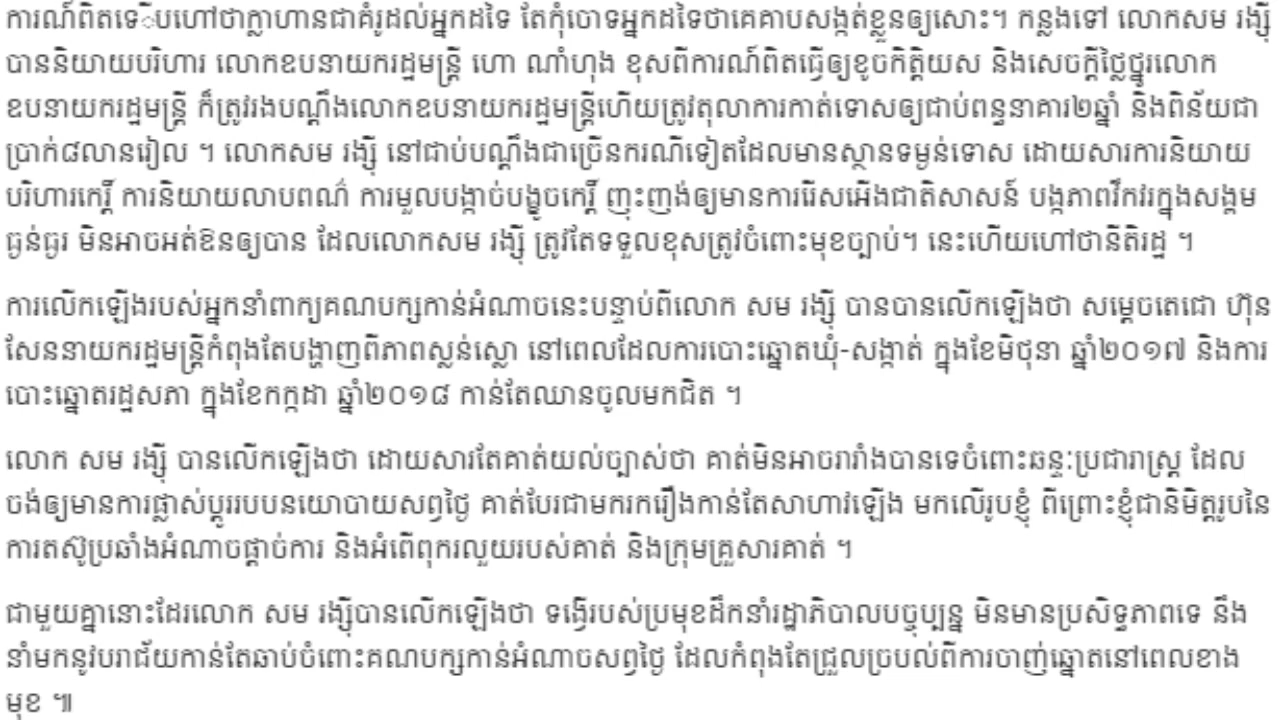 ការណ៍ពិតទេ ើបហៅថាក្លាហានជាគំរូដល់អ្នកដទៃ តែកុំចោទអ្នកដទៃថាគេគាបសង្កត់ខ្លួនឲ្យសោះ។ កន្លងទៅ លោកសម រង្ស៊ី
បាននិយាយបរិហារ លោកឧបនាយករដ្ឋមន្ត្រី ហោ ណាំហុង ខុសពីការណ៍ពិតធ្វើឲ្យខូចកិត្តិយស និងសេចក្តីថ្លៃថ្នូរលោក
ឧបនាយករដ្ឋមន្ត្រី ក៏ត្រូវរងបណ្តឹងលោកឧបនាយករដ្ឋមន្ត្រីហើយត្រូវតុលាការកាត់ទោសឲ្យជាប់ពន្ធនាគារ២ឆ្នាំ និងពិន័យជា
ប្រាក់៨លានរៀល ។ លោកសម រង្ស៊ី នៅជាប់បណ្តឹងជាច្រើនករណីទៀតដែលមានស្ថានទម្ងន់ទោស ដោយសារការនិយាយ
បរិហារកេរ្តិ៍ ការនិយាយលាបពណ៌ ការមួលបង្កាច់បង្ខូចកេរ្តិ៍ ញុះញង់ឲ្យមានការរើសអើងជាតិសាសន៍ បង្កភាពវឹកវរក្នុងសង្គម
ធ្ងន់ធ្ងរ មិនអាចអត់ឱនឲ្យបាន ដែលលោកសម រង្ស៊ី ត្រូវតែទទួលខុសត្រូវចំពោះមុខច្បាប់។ នេះហើយហៅថានីតិរដ្ឋ ។
ការលើកឡើងរបស់អ្នកនាំពាក្យគណបក្សកាន់អំណាចនេះបន្ទាប់ពីលោក សម រង្ស៊ី បានបានលើកឡើងថា សម្តេចតេជោ ហ៊ុន
សែននាយករដ្ឋមន្ត្រីកំពុងតែបង្ហាញពីភាពស្លន់ស្លោ នៅពេលដែលការបោះឆ្នោតឃុំ-សង្កាត់ ក្នុងខែមិថុនា ឆ្នាំ២០១៧ និងការ
បោះឆ្នោតរដ្ឋសភា ក្នុងខែកក្កដា ឆ្នាំ២០១៨ កាន់តែឈានចូលមកជិត ។
លោក សម រង្ស៊ី បានលើកឡើងថា ដោយសារតែគាត់យល់ច្បាស់ថា គាត់មិនអាចរារាំងបានទេចំពោះឆន្ទៈប្រជារាស្ត្រ ដែល
ចង់ឲ្យមានការផ្លាស់ប្តូររបបនយោបាយសព្វថ្ងៃ គាត់បែរជាមករករឿងកាន់តែសាហាវឡើង មកលើរូបខ្ញុំ ពីព្រោះខ្ញុំជានិមិត្តរូបនៃ
ការតស៊ូប្រឆាំងអំណាចផ្តាច់ការ និងអំពើពុករលួយរបស់គាត់ និងក្រុមគ្រួសារគាត់ ។
ជាមួយគ្នានោះដែរលោក សម រង្ស៊ីបានលើកឡើងថា ទង្វើរបស់ប្រមុខដឹកនាំរដ្ឋាភិបាលបច្ចុប្បន្ន មិនមានប្រសិទ្ធភាពទេ នឹង
នាំមកនូវបរាជ័យកាន់តែឆាប់ចំពោះគណបក្សកាន់អំណាចសព្វថ្ងៃ ដែលកំពុងតែជ្រួលច្របល់ពីការចាញ់ឆ្នោតនៅពេលខាង
មុខ ៕